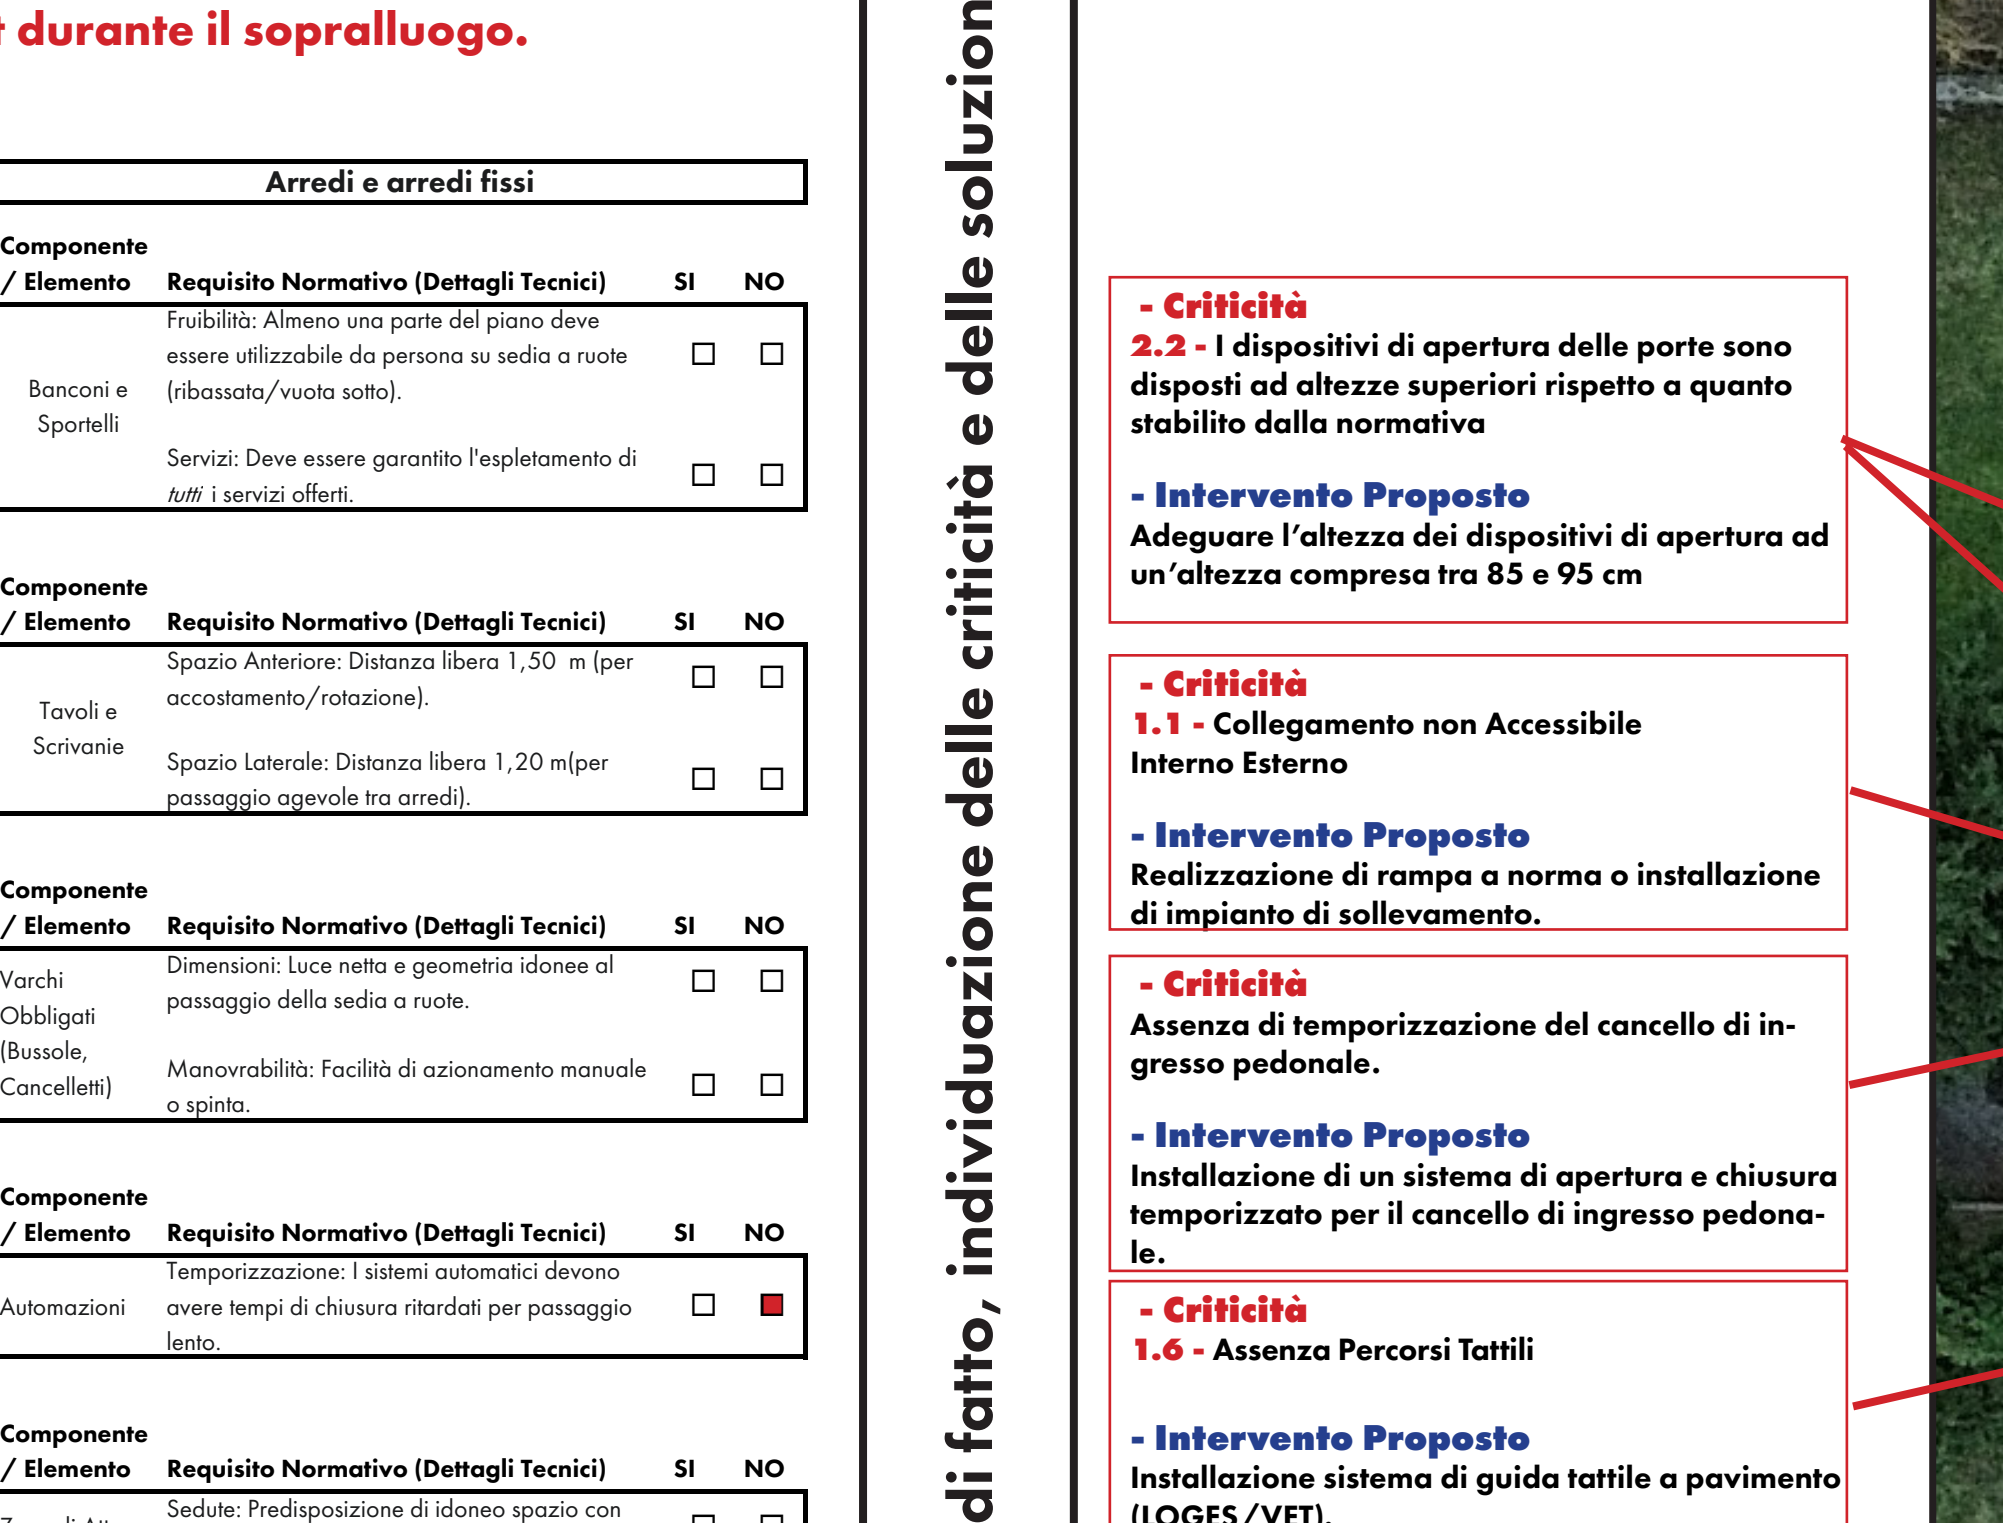 durante il sopralluogo.
Arredi e arredi fissi
Componente
/ Elemento Requisito Normativo (Dettagli Tecnici) SI NO
Banconi e
Sportelli
Fruibilità: Almeno una parte del piano deve
essere utilizzabile da persona su sedia a ruote
(ribassata/vuota sotto).
Servizi: Deve essere garantito l'espletamento di
tutti i servizi offerti.
Componente
/ Elemento Requisito Normativo (Dettagli Tecnici) SI NO
Tavoli e
Scrivanie
Spazio Anteriore: Distanza libera 1,50 m (per
accostamento/rotazione).
Spazio Laterale: Distanza libera 1,20 m(per
passaggio agevole tra arredi).
Componente
/ Elemento Requisito Normativo (Dettagli Tecnici) SI NO
Varchi
Obbligati
(Bussole,
Cancelletti)
Dimensioni: Luce netta e geometria idonee al
passaggio della sedia a ruote.
Manovrabilità: Facilità di azionamento manuale
o spinta.
Componente
/ Elemento Requisito Normativo (Dettagli Tecnici) SI NO
Automazioni
Temporizzazione: I sistemi automatici devono
avere tempi di chiusura ritardati per passaggio
lento.
Componente
/ Elemento Requisito Normativo (Dettagli Tecnici) SI NO
Sedute: Predisposizione di idoneo spazio con
di fatto, individuazione delle criticità e delle soluzion
- Criticità
2.2 - I dispositivi di apertura delle porte sono
disposti ad altezze superiori rispetto a quanto
stabilito dalla normativa
- Intervento Proposto
Adeguare l’altezza dei dispositivi di apertura ad
un’altezza compresa tra 85 e 95 cm
- Criticità
1.1 - Collegamento non Accessibile
Interno Esterno
- Intervento Proposto
Realizzazione di rampa a norma o installazione
di impianto di sollevamento.
- Criticità
Assenza di temporizzazione del cancello di in-
gresso pedonale.
- Intervento Proposto
Installazione di un sistema di apertura e chiusura
temporizzato per il cancello di ingresso pedona-
le.
- Criticità
1.6 - Assenza Percorsi Tattili
- Intervento Proposto
Installazione sistema di guida tattile a pavimento
(LOGES/VET).